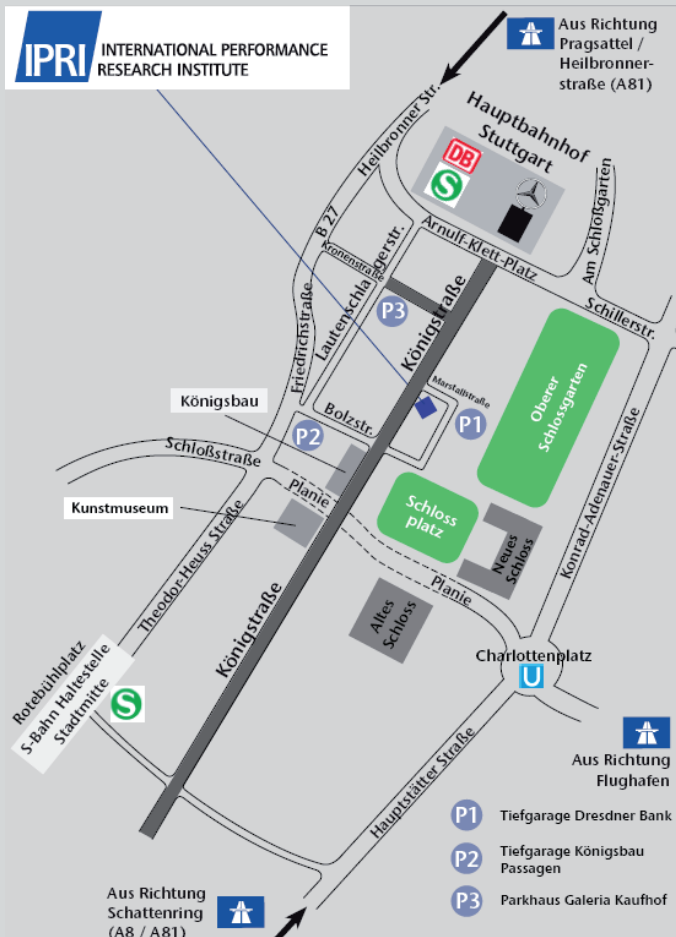 IPRI
INTERNATIONAL PERFORMANCE
RESEARCH INSTITUTE
Aus Richtung
Pragsattel /
Heilbronner-
straße (A81)
Heilbronner Str.
Hauptbahnhof
Stuttgart
DB
S
B 27
Arnulf-Klett-Platz
Am Schloßgarten
Schillerstr.
Kronenstraße
Lautenschlagerstr.
P3
Königstraße
Friedrichstraße
Marstallstraße
Oberer
Schlossgarten
Königsbau
Bolzstr.
P1
P2
Schloßstraße
Konrad-Adenauer-Straße
Kunstmuseum
Planie
Schloss
platz
Neues
Schloss
Theodor-Heuss Straße
Planie
Altes
Schloss
Königstraße
Charlottenplatz
U
Rotebühlplatz
S-Bahn Haltestelle
Stadtmitte
S
Hauptstätter Straße
Aus Richtung
Flughafen
P1 Tiefgarage Dresdner Bank
P2 Tiefgarage Königsbau
Passagen
P3 Parkhaus Galeria Kaufhof
Aus Richtung
Schattenring
(A8 / A81)